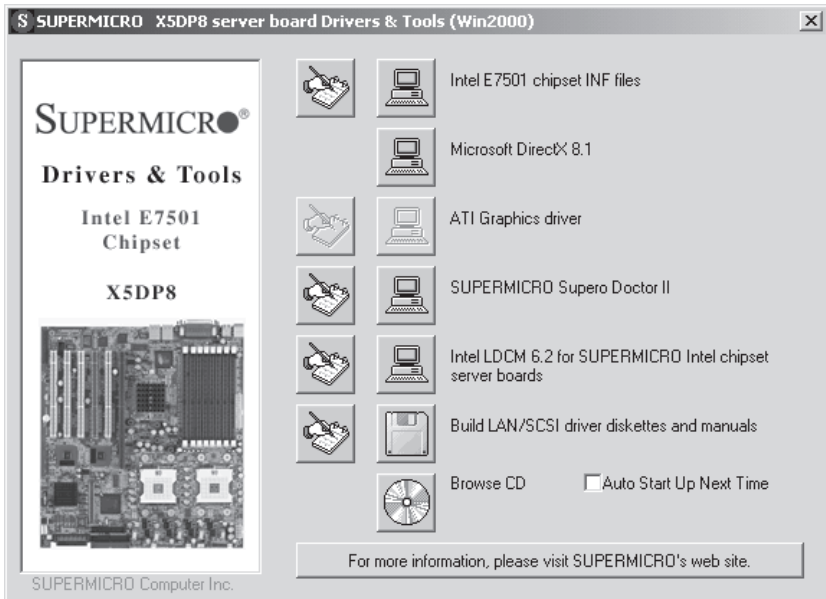 S SUPERMICRO X5DP8 server board Drivers & Tools (Win2000)
SUPERMICRO®
Drivers & Tools
Intel E7501
Chipset
X5DP8
SUPERMICRO Computer Inc.
Intel E7501 chipset INF files
Microsoft DirectX 8.1
ATI Graphics driver
SUPERMICRO Supero Doctor II
Intel LDCM 6.2 for SUPERMICRO Intel chipset
server boards
Build LAN/SCSI driver diskettes and manuals
Browse CD
Auto Start Up Next Time
For more information, please visit SUPERMICRO's web site.